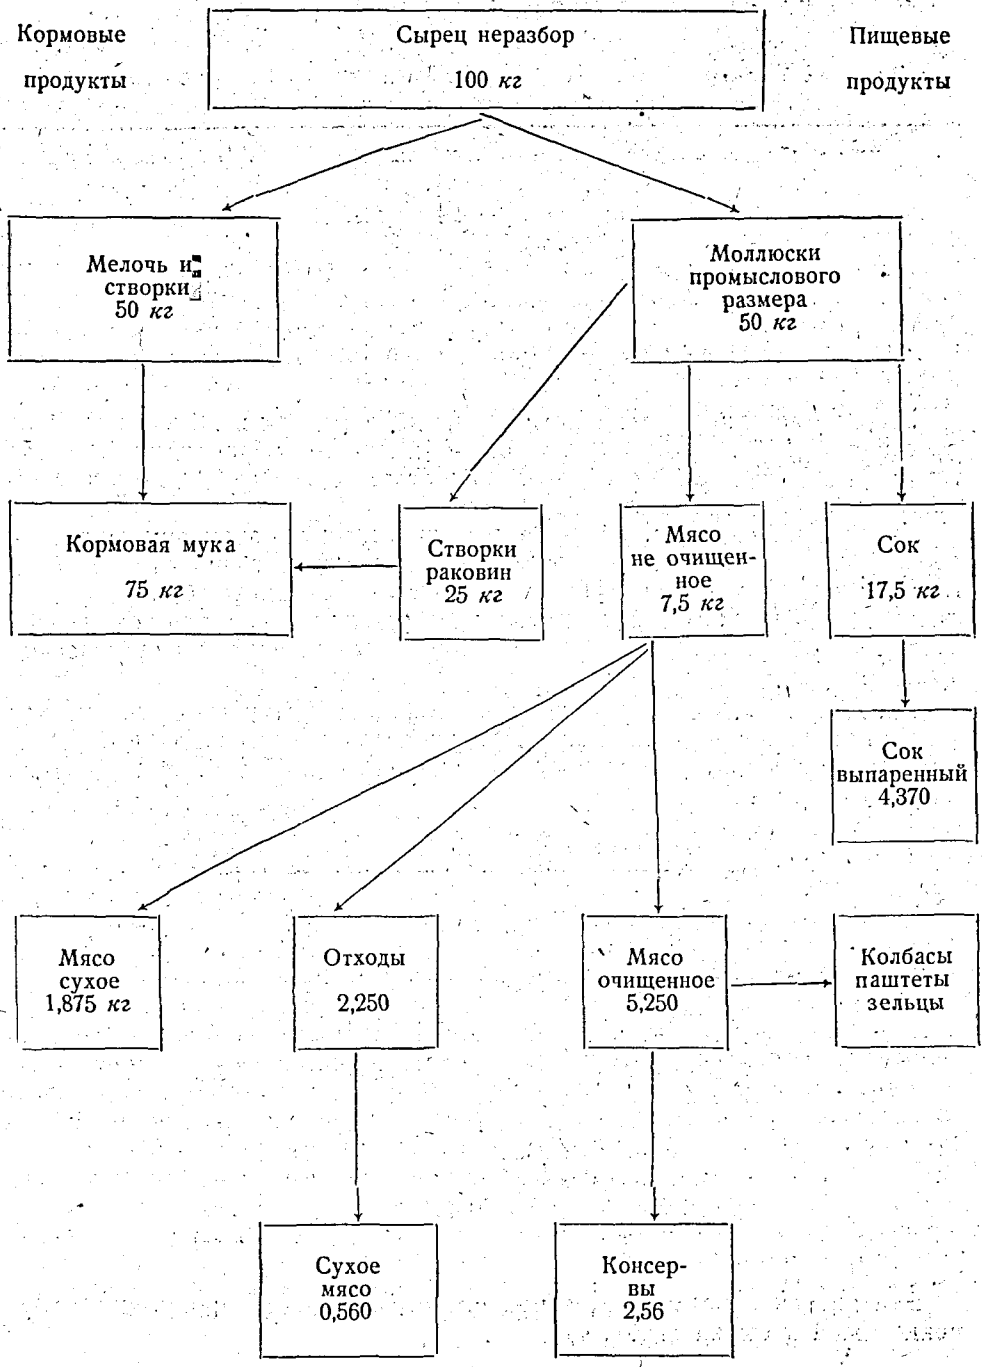 Кормовые
продукты
Сырец неразбор
100 кг
Пищевые
продукты
Мелочь и
створки
50 кг
Моллюски
промыслового
размера
50 кг
Кормовая мука
75 кг
Створки
раковин
25 кг
Мясо
не очищен-
ное
7,5 кг
Сок
17,5 кг
Сок
выпаренный
4,370
Мясо
сухое
1,875 кг
Отходы
2,250
Мясо
очищенное
5,250
Колбасы
паштеты
зельцы
Сухое
мясо
0,560
Консер-
вы
2,56